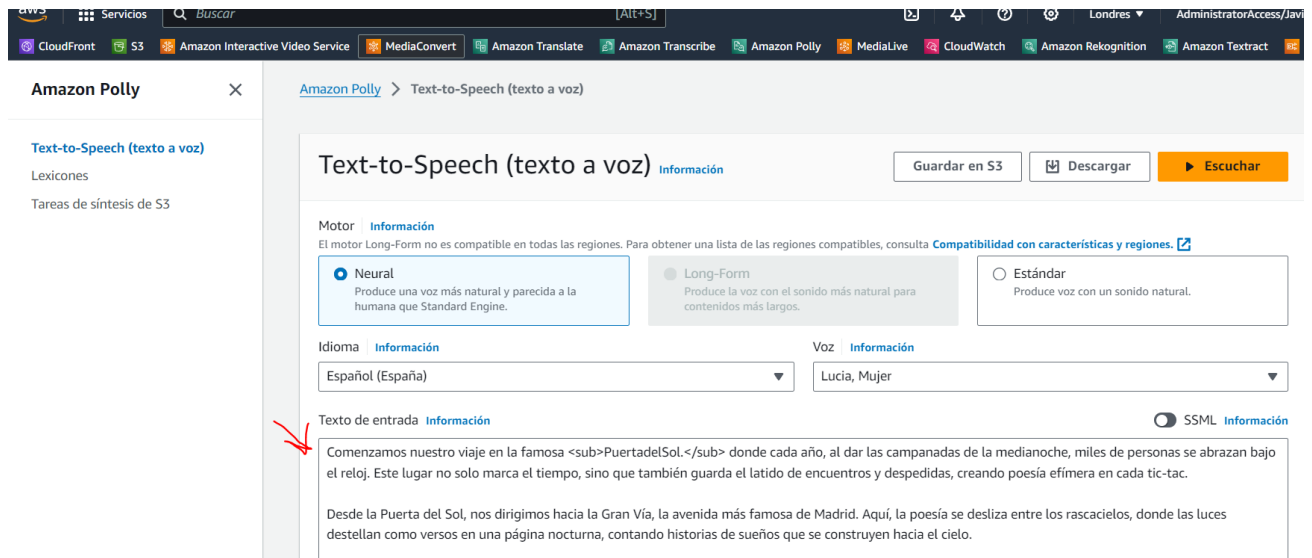 aws
Servicios
Buscar
[Alt+S]
Londres ▼
AdministratorAccess/Javi
CloudFront
S3
Amazon Interactive Video Service
MediaConvert
Amazon Translate
Amazon Transcribe
Amazon Polly
MediaLive
CloudWatch
Amazon Rekognition
Amazon Textract
Amazon Polly
Text-to-Speech (texto a voz)
Lexicones
Tareas de síntesis de S3
Amazon Polly > Text-to-Speech (texto a voz)
Text-to-Speech (texto a voz) Información
Guardar en S3
Descargar
Escuchar
Motor Información
El motor Long-Form no es compatible en todas las regiones. Para obtener una lista de las regiones compatibles, consulta Compatibilidad con características y regiones.
Neural
Produce una voz más natural y parecida a la
humana que Standard Engine.
Long-Form
Produce la voz con el sonido más natural para
contenidos más largos.
Estándar
Produce voz con un sonido natural.
Idioma Información
Español (España)
Voz Información
Lucia, Mujer
Texto de entrada Información
SSML Información
Comenzamos nuestro viaje en la famosa <sub>PuertadelSol.</sub> donde cada año, al dar las campanadas de la medianoche, miles de personas se abrazan bajo
el reloj. Este lugar no solo marca el tiempo, sino que también guarda el latido de encuentros y despedidas, creando poesía efímera en cada tic-tac.
Desde la Puerta del Sol, nos dirigimos hacia la Gran Vía, la avenida más famosa de Madrid. Aquí, la poesía se desliza entre los rascacielos, donde las luces
destellan como versos en una página nocturna, contando historias de sueños que se construyen hacia el cielo.